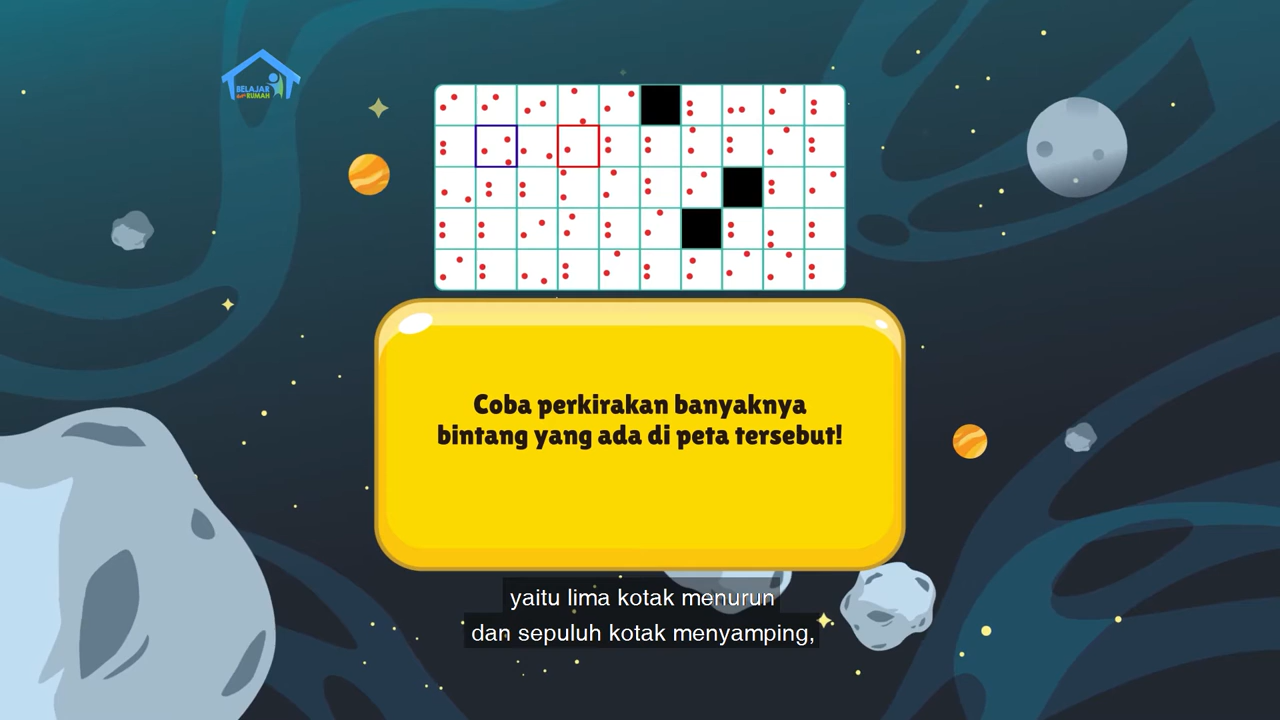 BELAJAR
dari RUMAH
Coba perkirakan banyaknya
bintang yang ada di peta tersebut!
yaitu lima kotak menurun
dan sepuluh kotak menyamping,